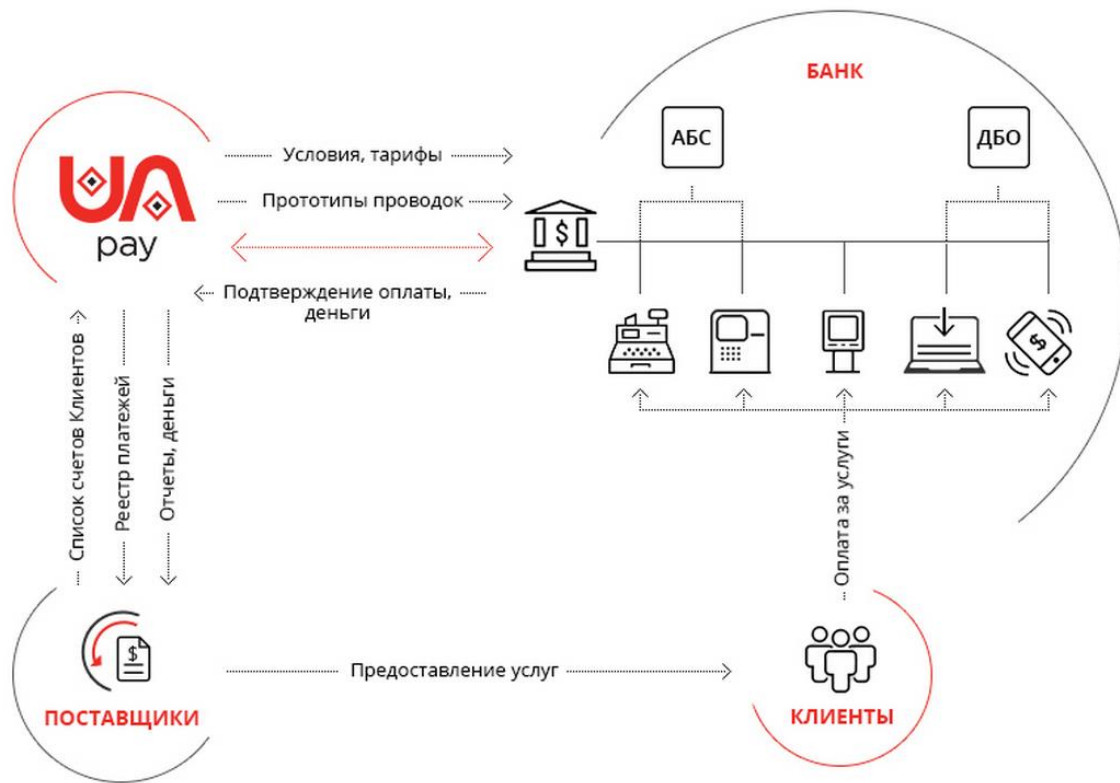 БАНК
АБС
ДБО
UA
pay
Условия, тарифы
Прототипы проводок
Подтверждение оплаты,
деньги
$
$
Список счетов Клиентов
Реестр платежей
Отчеты, деньги
Оплата за услуги
$
ПОСТАВЩИКИ
Предоставление услуг
КЛИЕНТЫ